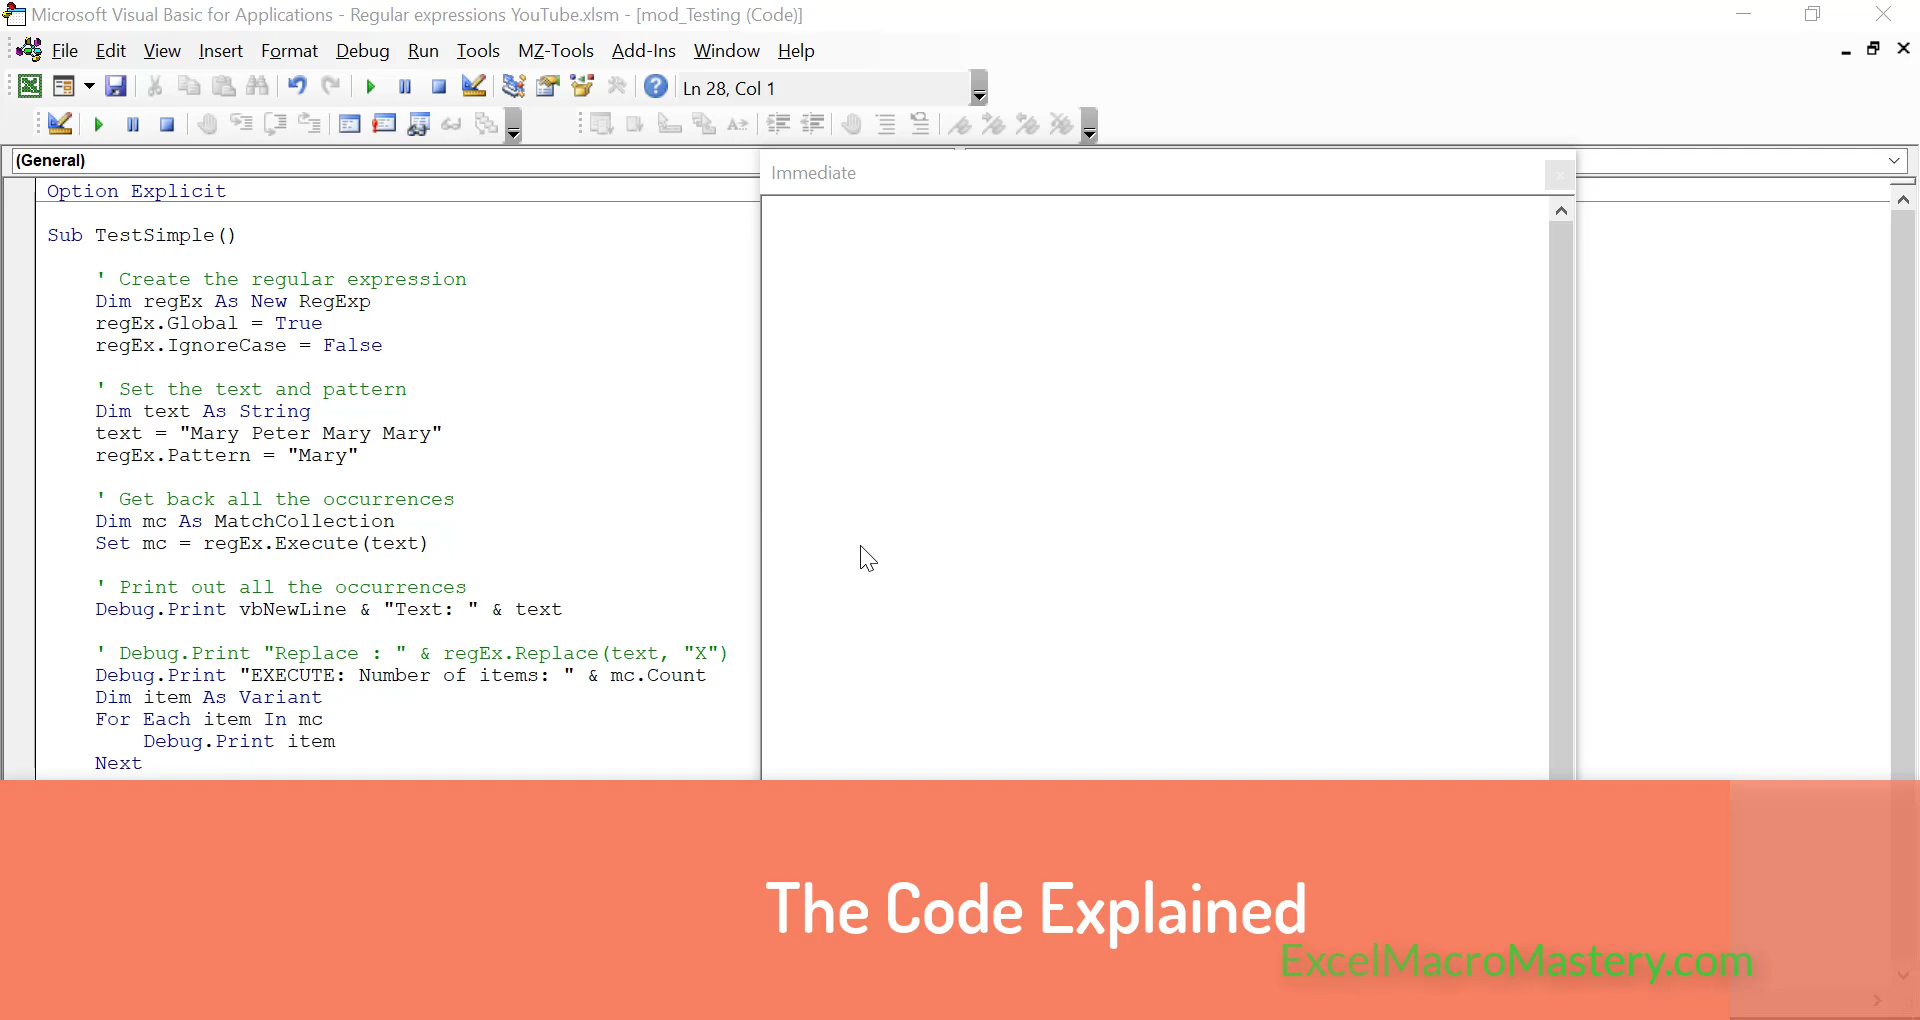 Microsoft Visual Basic for Applications - Regular expressions YouTube.xlsm - [mod_Testing (Code)]
File Edit View Insert Format Debug Run Tools MZ-Tools Add-Ins Window Help
Ln 28, Col 1
(General)
Immediate
Option Explicit
Sub TestSimple()
' Create the regular expression
Dim regEx As New RegExp
regEx.Global = True
regEx.IgnoreCase = False
' Set the text and pattern
Dim text As String
text = "Mary Peter Mary Mary"
regEx.Pattern = "Mary"
' Get back all the occurrences
Dim mc As MatchCollection
Set mc = regEx.Execute(text)
' Print out all the occurrences
Debug.Print vbNewLine & "Text: " & text
' Debug.Print "Replace : " & regEx.Replace(text, "X")
Debug.Print "EXECUTE: Number of items: " & mc.Count
Dim item As Variant
For Each item In mc
Debug.Print item
Next
The Code Explained
ExcelMacroMastery.com